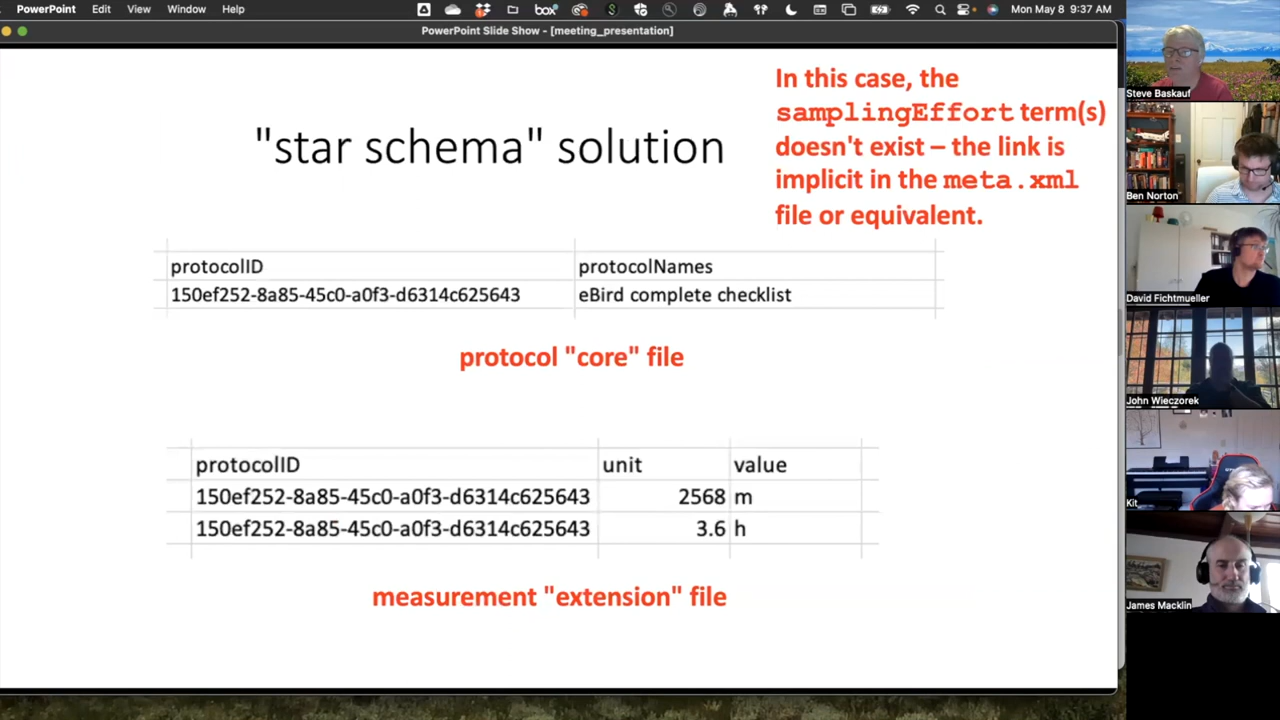 PowerPoint Edit View Window Help box Mon May 8 9:37 AM
PowerPoint Slide Show - [meeting_presentation]
"star schema" solution
In this case, the
samplingEffort term(s)
doesn't exist – the link is
implicit in the meta.xml
file or equivalent.
protocolID protocolNames
150ef252-8a85-45c0-a0f3-d6314c625643 eBird complete checklist
protocol "core" file
protocolID unit value
150ef252-8a85-45c0-a0f3-d6314c625643 2568 m
150ef252-8a85-45c0-a0f3-d6314c625643 3.6 h
measurement "extension" file
Steve Baskauf
Ben Norton
David Fichtmueller
John Wieczorek
Kit
James Macklin